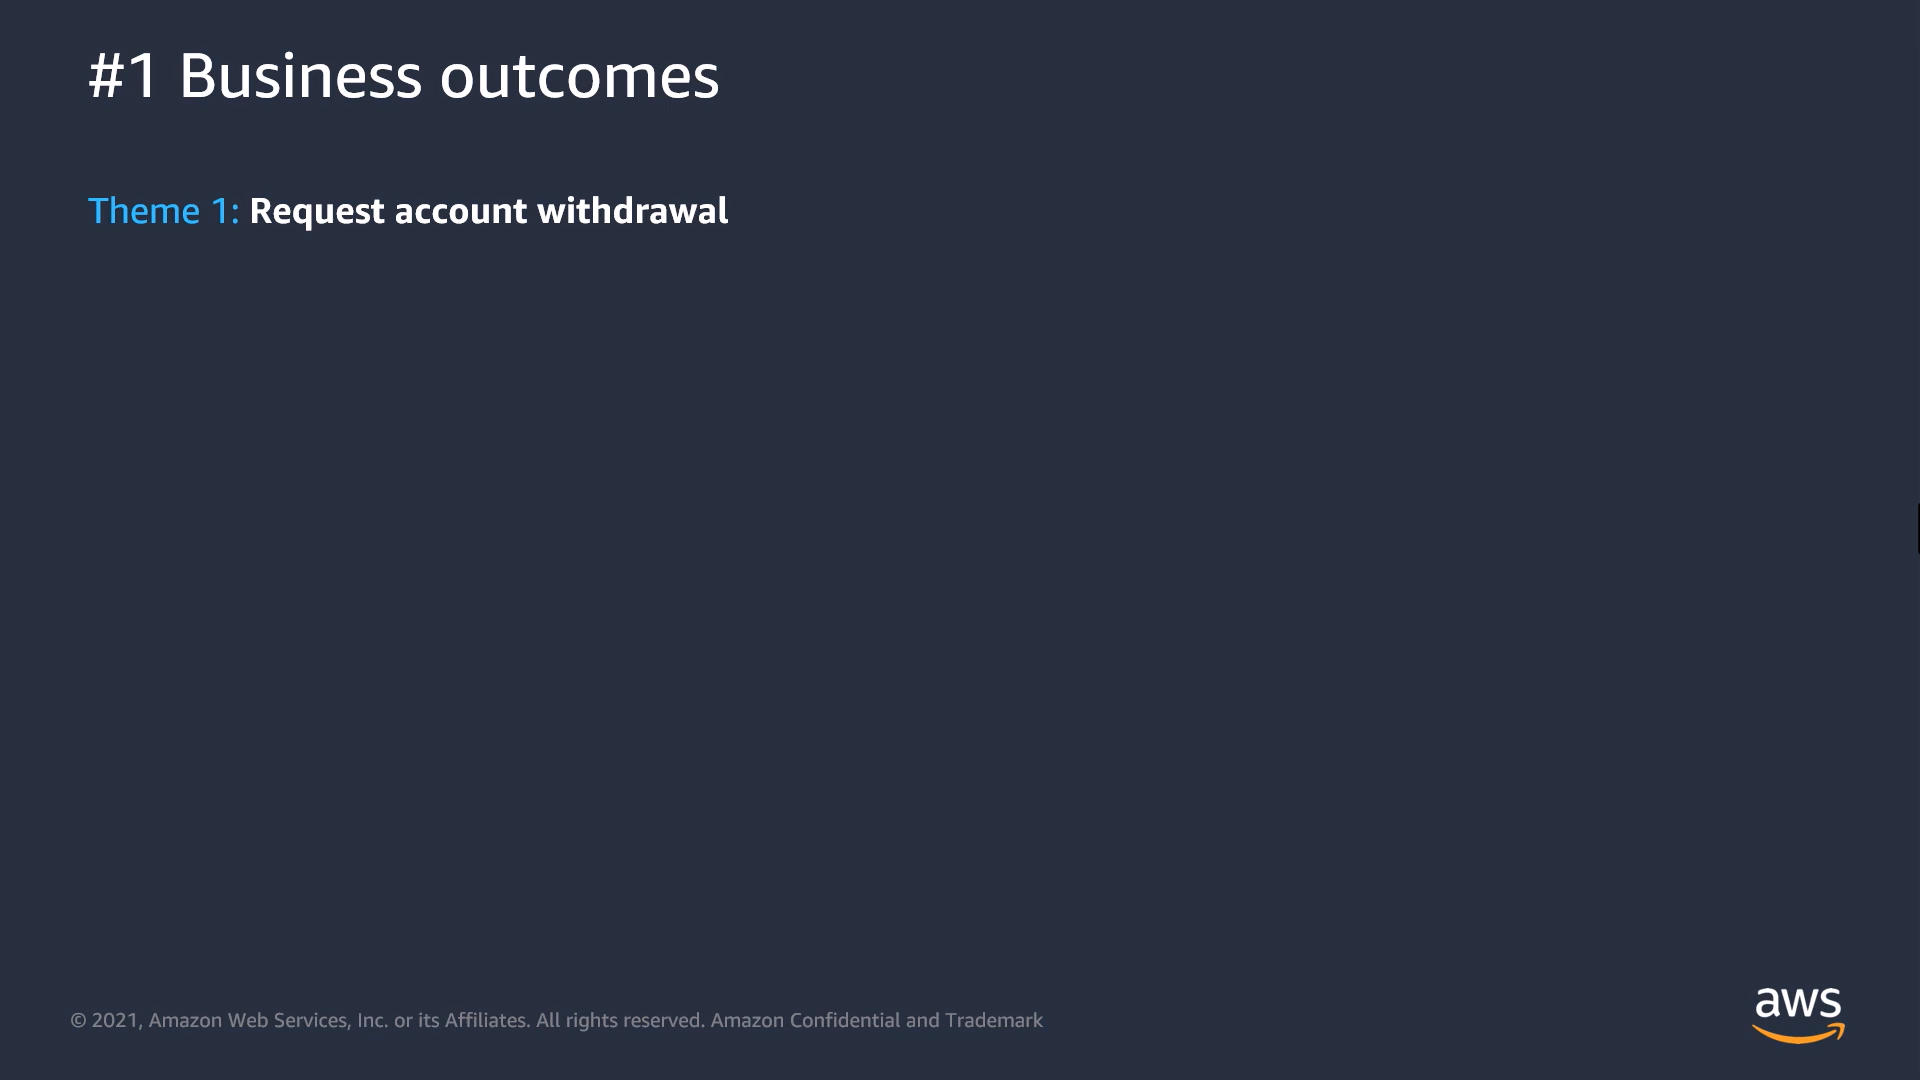 #1 Business outcomes
Theme 1: Request account withdrawal
© 2021, Amazon Web Services, Inc. or its Affiliates. All rights reserved. Amazon Confidential and Trademark
aws